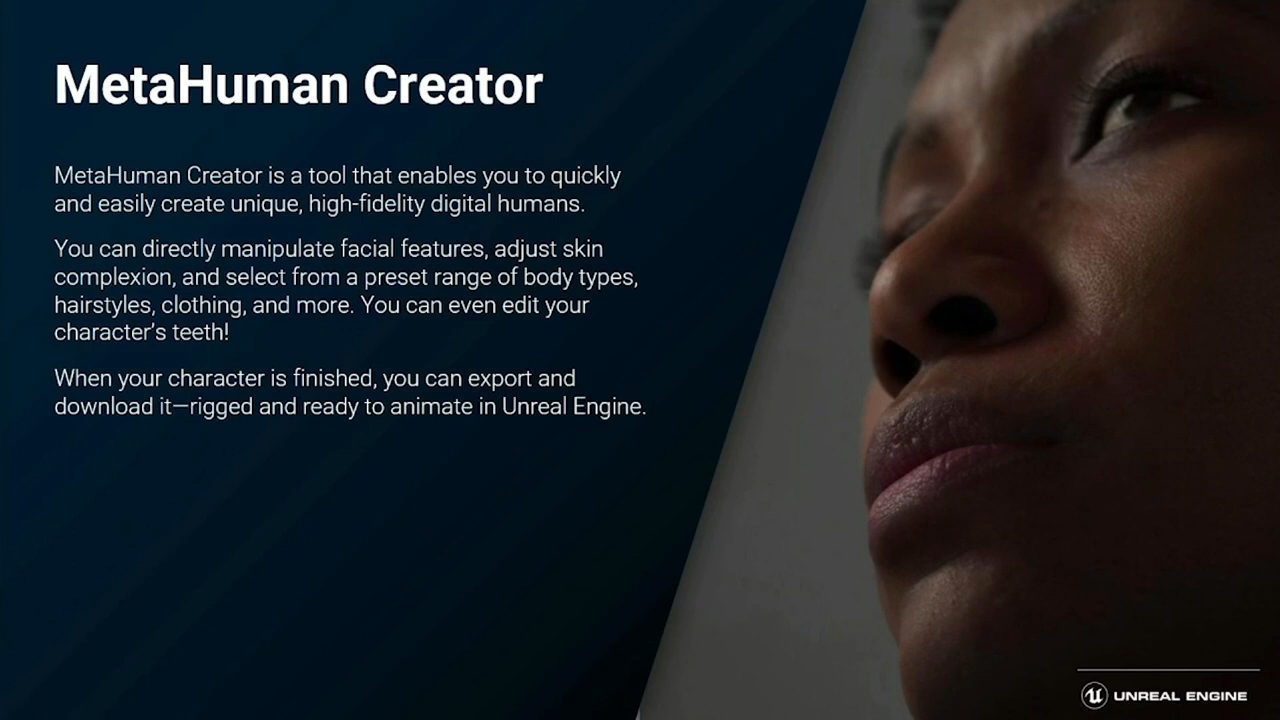 MetaHuman Creator
MetaHuman Creator is a tool that enables you to quickly
and easily create unique, high-fidelity digital humans.
You can directly manipulate facial features, adjust skin
complexion, and select from a preset range of body types,
hairstyles, clothing, and more. You can even edit your
character’s teeth!
When your character is finished, you can export and
download it—rigged and ready to animate in Unreal Engine.
UNREAL ENGINE